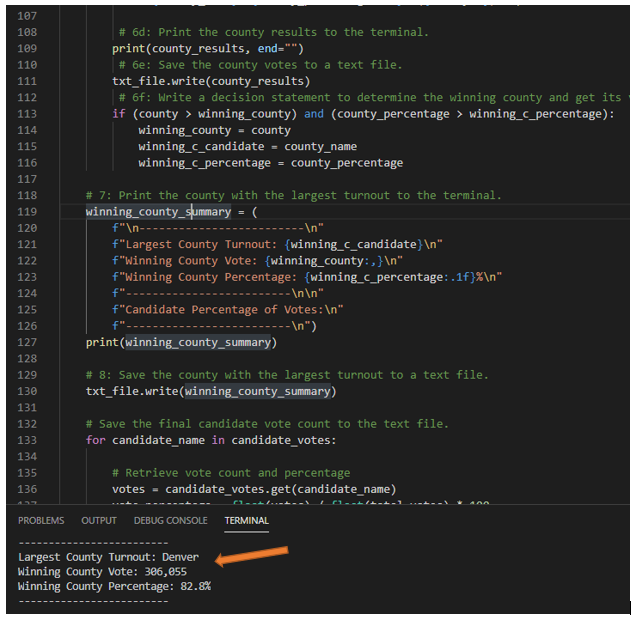 107
108 # 6d: Print the county results to the terminal.
109 print(county_results, end="")
110 # 6e: Save the county votes to a text file.
111 txt_file.write(county_results)
112 # 6f: Write a decision statement to determine the winning county and get its
113 if (county > winning_county) and (county_percentage > winning_c_percentage):
114 winning_county = county
115 winning_c_candidate = county_name
116 winning_c_percentage = county_percentage
117
118 # 7: Print the county with the largest turnout to the terminal.
119 winning_county_summary = (
120 f"\n-------------------------\n"
121 f"Largest County Turnout: {winning_c_candidate}\n"
122 f"Winning County Vote: {winning_county:,}\n"
123 f"Winning County Percentage: {winning_c_percentage:.1f}%\n"
124 f"-------------------------\n\n"
125 f"Candidate Percentage of Votes:\n"
126 f"-------------------------\n")
127 print(winning_county_summary)
128
129 # 8: Save the county with the largest turnout to a text file.
130 txt_file.write(winning_county_summary)
131
132 # Save the final candidate vote count to the text file.
133 for candidate_name in candidate_votes:
134
135 # Retrieve vote count and percentage
136 votes = candidate_votes.get(candidate_name)
PROBLEMS OUTPUT DEBUG CONSOLE TERMINAL
-------------------------
Largest County Turnout: Denver
Winning County Vote: 306,055
Winning County Percentage: 82.8%
-------------------------